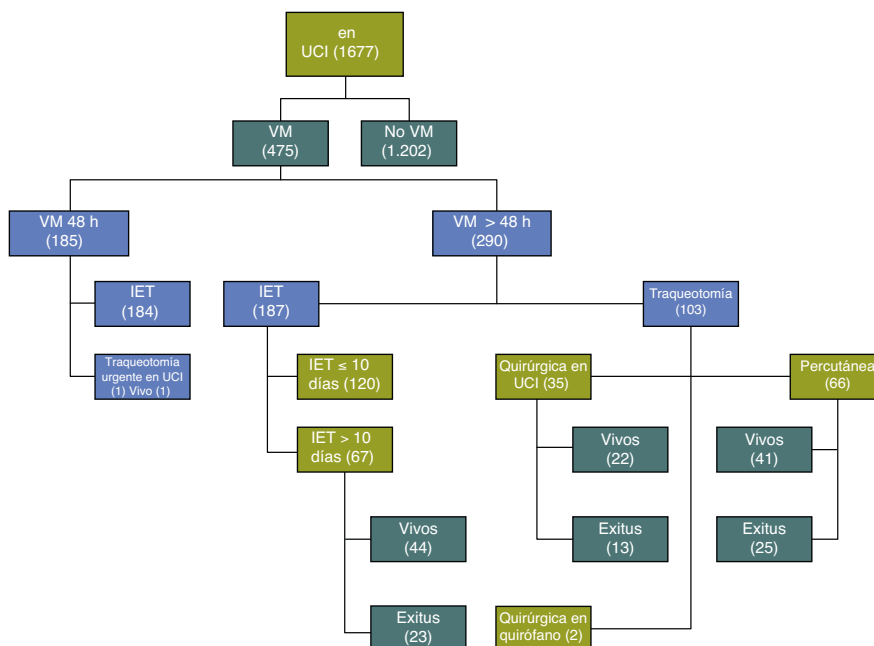 en
UCI (1677)
VM
(475)
No VM
(1.202)
VM 48 h
(185)
VM > 48 h
(290)
IET
(184)
IET
(187)
Traqueotomía
(103)
Traqueotomía
urgente en UCI
(1) Vivo (1)
IET ≤ 10
días (120)
Quirúrgica en
UCI (35)
Percutánea
(66)
IET > 10
días (67)
Vivos
(22)
Vivos
(41)
Vivos
(44)
Exitus
(13)
Exitus
(25)
Exitus
(23)
Quirúrgica en
quirófano (2)